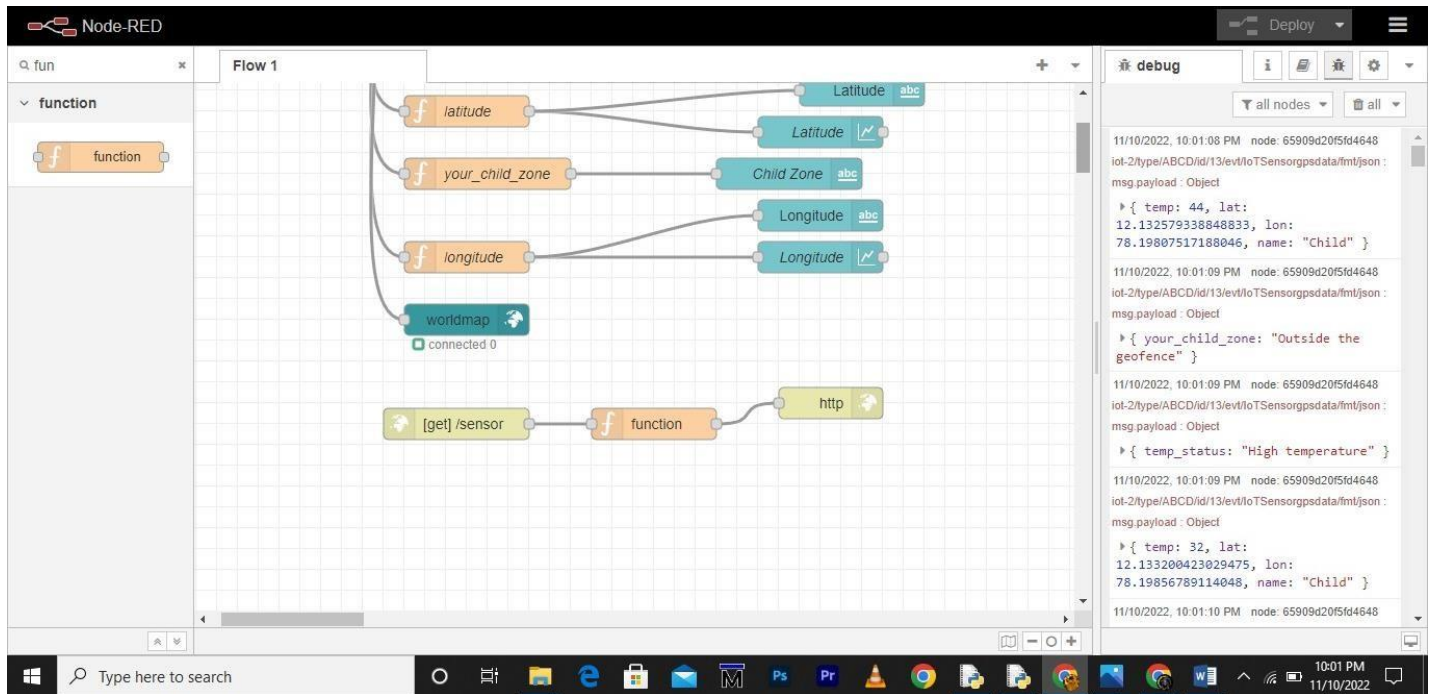 Node-RED
Deploy
fun
function
function
Flow 1
latitude
Latitude abc
Latitude
your_child_zone
Child Zone abc
Longitude abc
longitude
Longitude
worldmap
connected 0
[get] /sensor
function
http
debug
i
all nodes
all
11/10/2022, 10:01:08 PM node: 65909d20f5fd4648
iot-2/type/ABCD/id/13/evt/IoTSensorgpsdata/fmt/json :
msg.payload : Object
{ temp: 44, lat:
12.132579338848833, lon:
78.19807517188046, name: "Child" }
11/10/2022, 10:01:09 PM node: 65909d20f5fd4648
iot-2/type/ABCD/id/13/evt/IoTSensorgpsdata/fmt/json :
msg.payload : Object
{ your_child_zone: "Outside the
geofence" }
11/10/2022, 10:01:09 PM node: 65909d20f5fd4648
iot-2/type/ABCD/id/13/evt/IoTSensorgpsdata/fmt/json :
msg.payload : Object
{ temp_status: "High temperature" }
11/10/2022, 10:01:09 PM node: 65909d20f5fd4648
iot-2/type/ABCD/id/13/evt/IoTSensorgpsdata/fmt/json :
msg.payload : Object
{ temp: 32, lat:
12.133200423029475, lon:
78.19856789114048, name: "Child" }
11/10/2022, 10:01:10 PM node: 65909d20f5fd4648
Type here to search
M
Ps
Pr
W
10:01 PM
11/10/2022